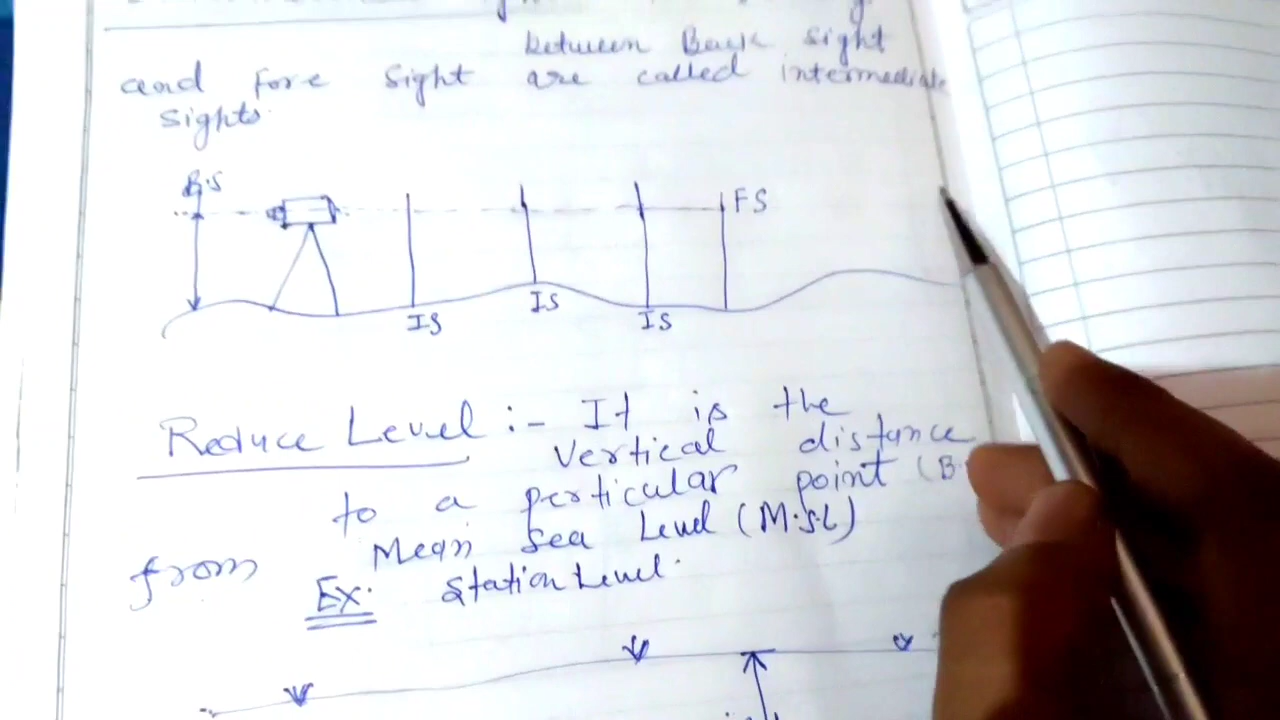 between Back Sight
and fore Sight are called intermediate
Sights.
B.S
FS
IS
IS
IS
Reduce Level :- It is the
vertical distance
to a perticular point (B.
from Mean Sea Level (M.S.L)
Ex: Station Level.